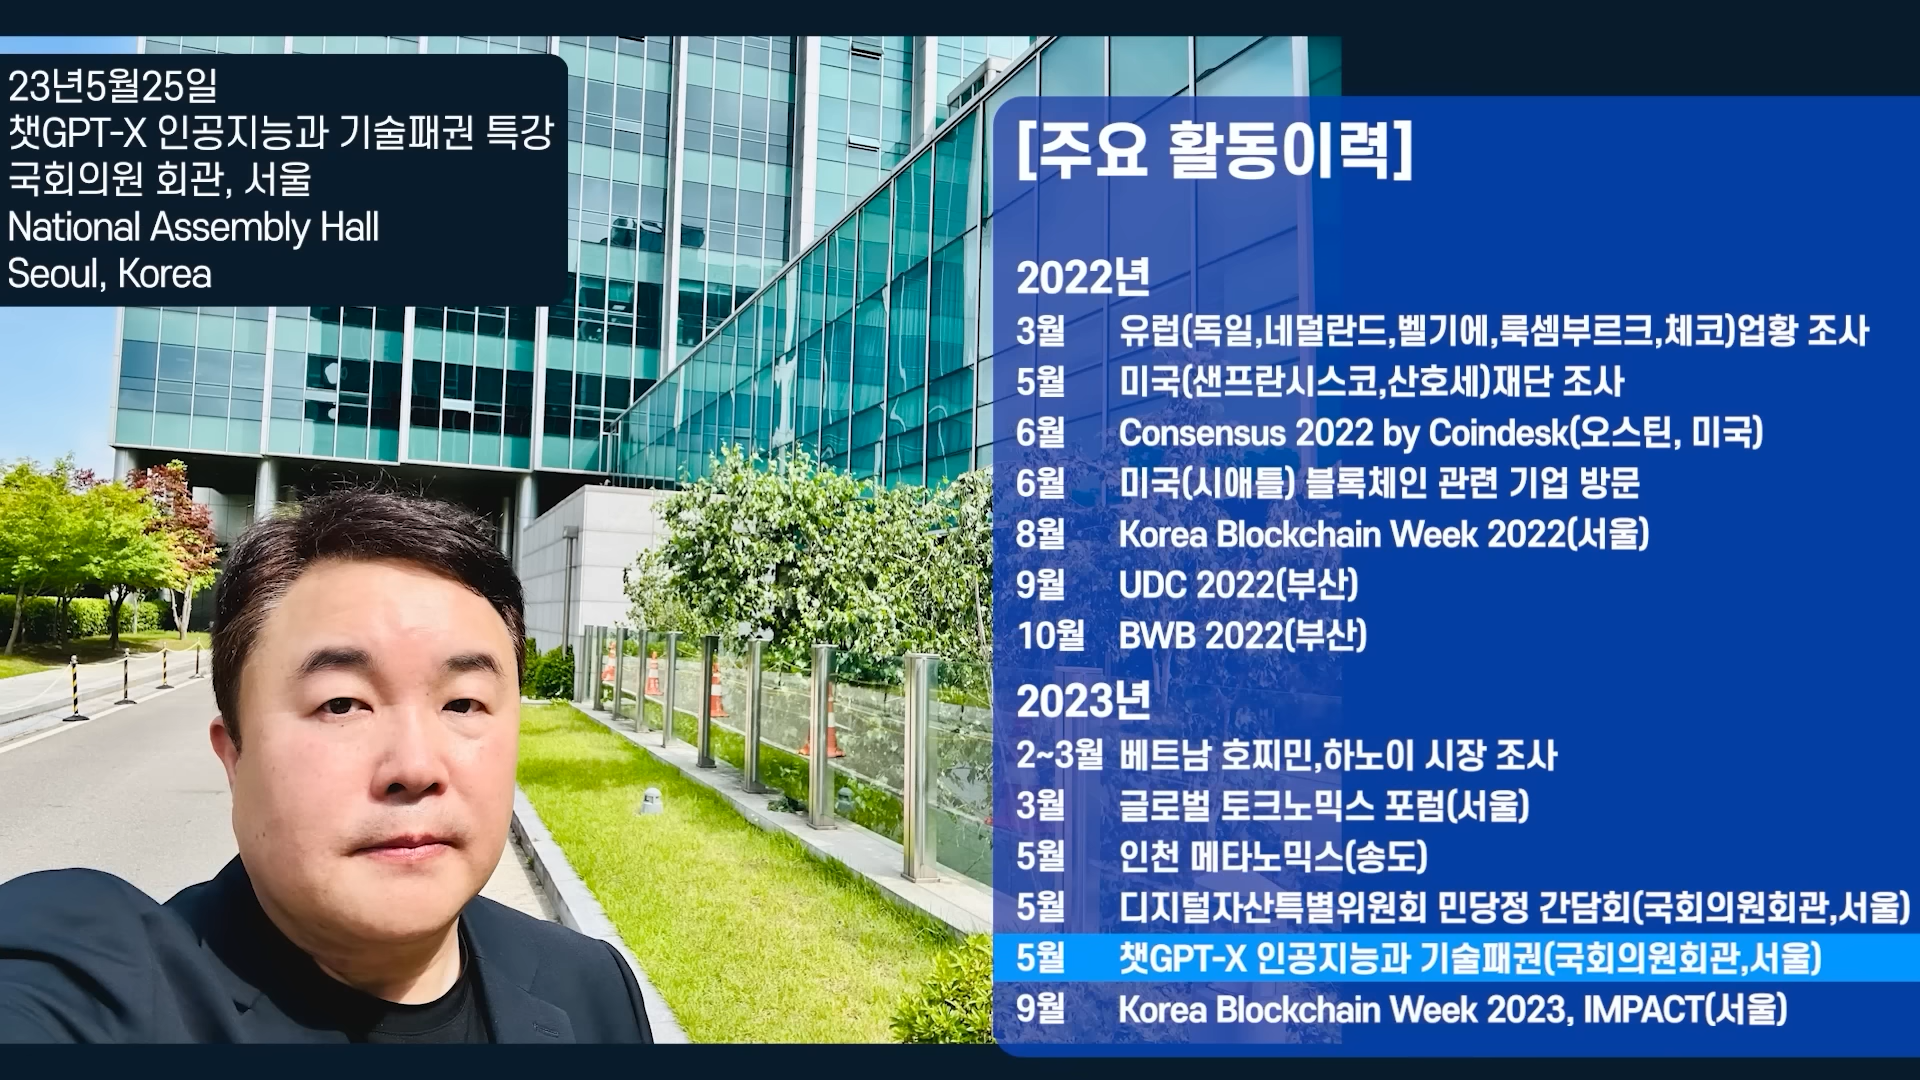 23년5월25일
챗GPT-X 인공지능과 기술패권 특강
국회의원 회관, 서울
National Assembly Hall
Seoul, Korea
[주요 활동이력]
2022년
3월 유럽(독일,네덜란드,벨기에,룩셈부르크,체코)업황 조사
5월 미국(샌프란시스코,산호세)재단 조사
6월 Consensus 2022 by Coindesk(오스틴, 미국)
6월 미국(시애틀) 블록체인 관련 기업 방문
8월 Korea Blockchain Week 2022(서울)
9월 UDC 2022(부산)
10월 BWB 2022(부산)
2023년
2~3월 베트남 호찌민,하노이 시장 조사
3월 글로벌 토크노믹스 포럼(서울)
5월 인천 메타노믹스(송도)
5월 디지털자산특별위원회 민당정 간담회(국회의원회관,서울)
5월 챗GPT-X 인공지능과 기술패권(국회의원회관,서울)
9월 Korea Blockchain Week 2023, IMPACT(서울)